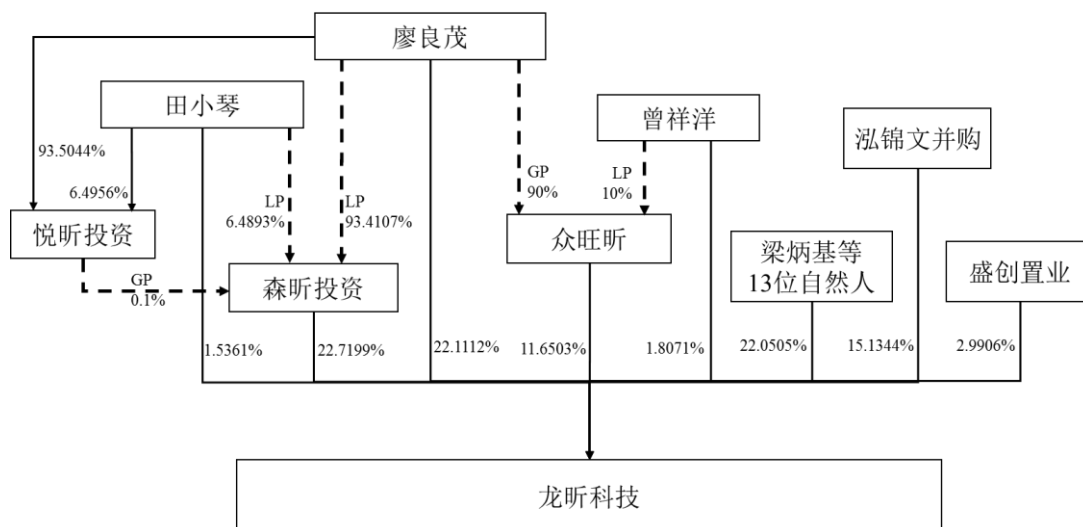 廖良茂
田小琴
曾祥洋
泓锦文并购
93.5044%
6.4956%
LP
6.4893%
LP
93.4107%
GP
90%
LP
10%
悦昕投资
众旺昕
梁炳基等
13位自然人
盛创置业
GP
0.1%
森昕投资
1.5361%
22.7199%
22.1112%
11.6503%
1.8071%
22.0505%
15.1344%
2.9906%
龙昕科技